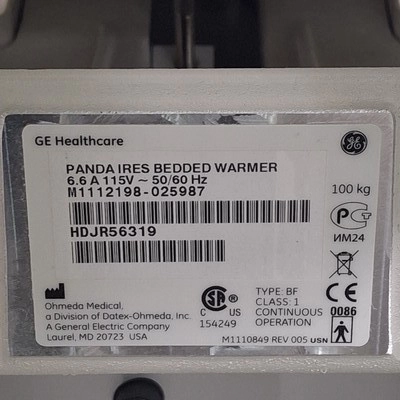 GE Healthcare
PANDA IRES BEDDED WARMER
6.6 A 115V ~ 50/60 Hz
M1112198-025987
100 kg
HDJR56319
ИМ24
Ohmeda Medical,
a Division of Datex-Ohmeda, Inc.
A General Electric Company
Laurel, MD 20723 USA
154249
TYPE: BF
CLASS: 1
CONTINUOUS
OPERATION
0086
M1110849 REV 005 USN